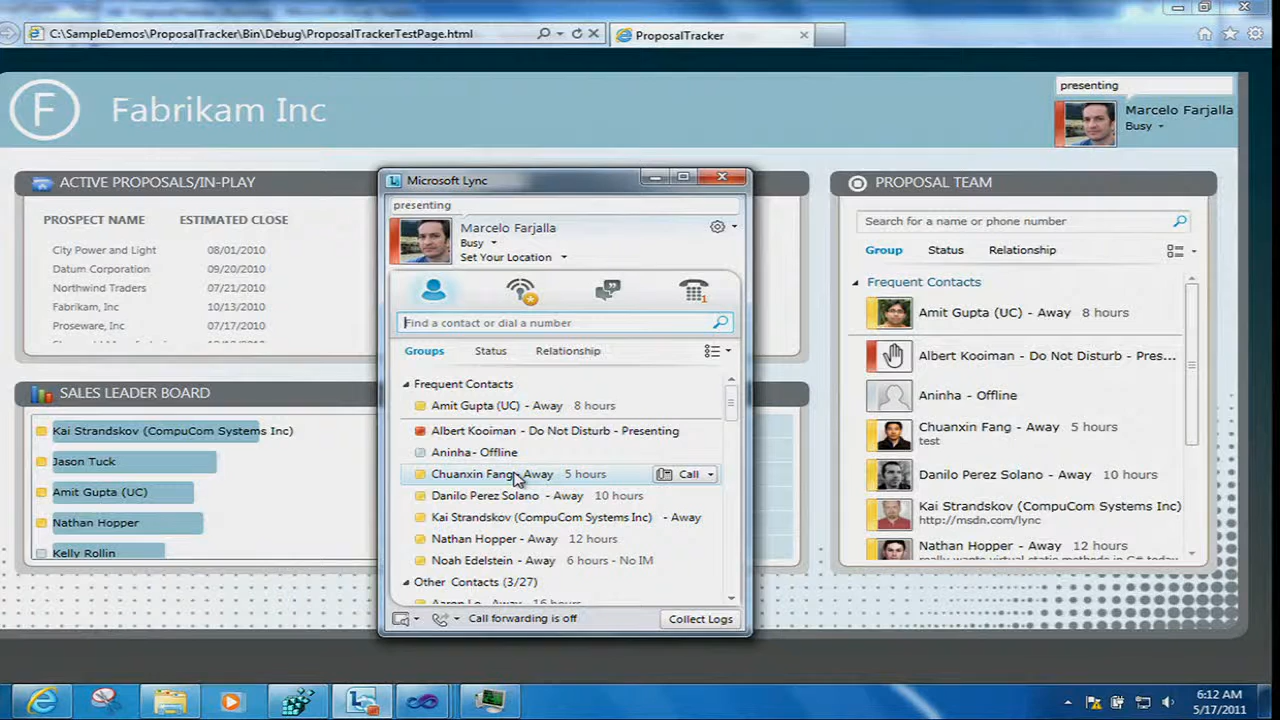 C:\SampleDemos\ProposalTracker\Bin\Debug\ProposalTrackerTestPage.html
ProposalTracker
F
Fabrikam Inc
presenting
Marcelo Farjalla
Busy
ACTIVE PROPOSALS/IN-PLAY
PROSPECT NAME ESTIMATED CLOSE
City Power and Light 08/01/2010
Datum Corporation 09/20/2010
Northwind Traders 07/21/2010
Fabrikam, Inc 10/13/2010
Proseware, Inc 07/17/2010
SALES LEADER BOARD
Kai Strandskov (CompuCom Systems Inc)
Jason Tuck
Amit Gupta (UC)
Nathan Hopper
Kelly Rollin
Microsoft Lync
presenting
Marcelo Farjalla
Busy
Set Your Location
1
Find a contact or dial a number
Groups Status Relationship
Frequent Contacts
Amit Gupta (UC) - Away 8 hours
Albert Kooiman - Do Not Disturb - Presenting
Aninha- Offline
Chuanxin Fang - Away 5 hours Call
Danilo Perez Solano - Away 10 hours
Kai Strandskov (CompuCom Systems Inc) - Away
Nathan Hopper - Away 12 hours
Noah Edelstein - Away 6 hours - No IM
Other Contacts (3/27)
Call forwarding is off Collect Logs
PROPOSAL TEAM
Search for a name or phone number
Group Status Relationship
Frequent Contacts
Amit Gupta (UC) - Away 8 hours
Albert Kooiman - Do Not Disturb - Pres...
Aninha - Offline
Chuanxin Fang - Away 5 hours
test
Danilo Perez Solano - Away 10 hours
Kai Strandskov (CompuCom Systems Inc)
http://msdn.com/lync
Nathan Hopper - Away 12 hours
6:12 AM
5/17/2011